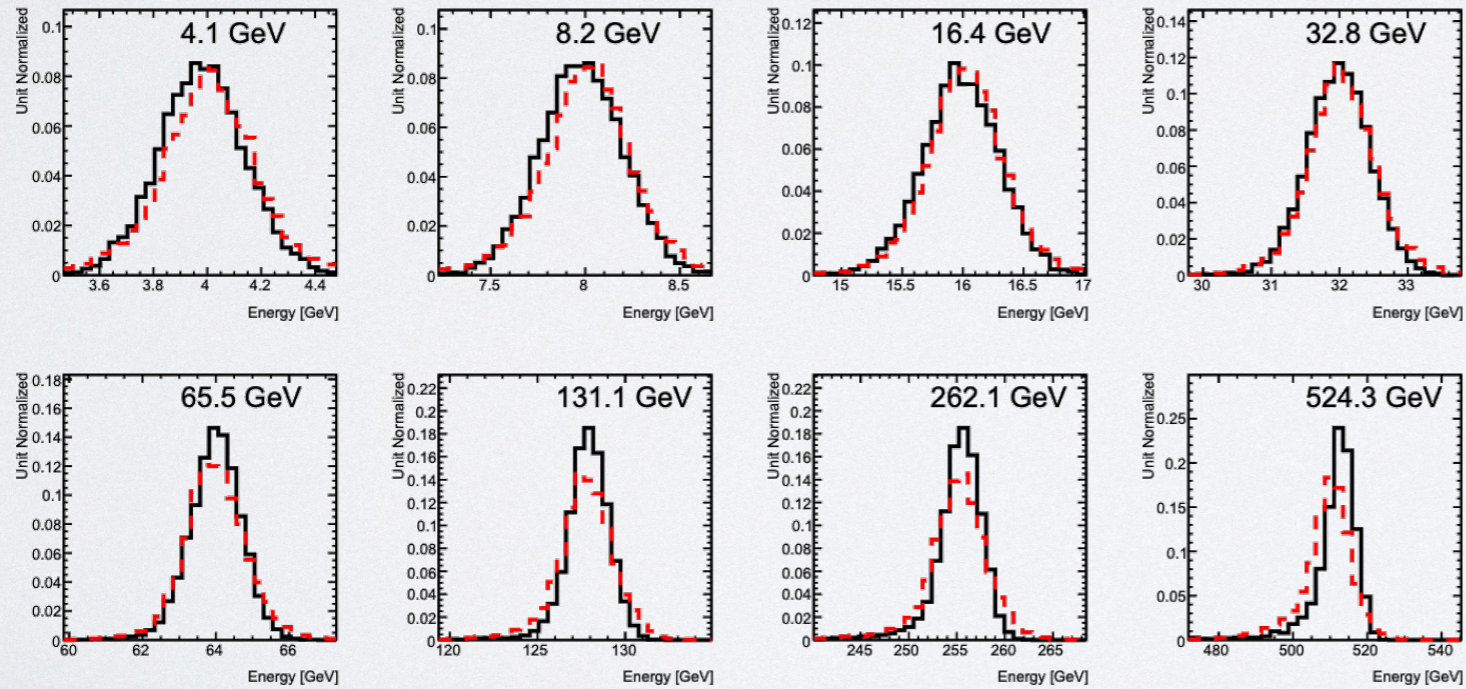 Unit Normalized
4.1 GeV
0.1
0.08
0.06
0.04
0.02
0
3.6 3.8 4 4.2 4.4
Energy [GeV]
Unit Normalized
8.2 GeV
0.1
0.08
0.06
0.04
0.02
0
7.5 8 8.5
Energy [GeV]
Unit Normalized
16.4 GeV
0.12
0.1
0.08
0.06
0.04
0.02
0
15 15.5 16 16.5 17
Energy [GeV]
Unit Normalized
32.8 GeV
0.14
0.12
0.1
0.08
0.06
0.04
0.02
0
30 31 32 33
Energy [GeV]
Unit Normalized
65.5 GeV
0.18
0.16
0.14
0.12
0.1
0.08
0.06
0.04
0.02
0
60 62 64 66
Energy [GeV]
Unit Normalized
131.1 GeV
0.22
0.2
0.18
0.16
0.14
0.12
0.1
0.08
0.06
0.04
0.02
0
120 125 130
Energy [GeV]
Unit Normalized
262.1 GeV
0.22
0.2
0.18
0.16
0.14
0.12
0.1
0.08
0.06
0.04
0.02
0
245 250 255 260 265
Energy [GeV]
Unit Normalized
524.3 GeV
0.25
0.2
0.15
0.1
0.05
0
480 500 520 540
Energy [GeV]